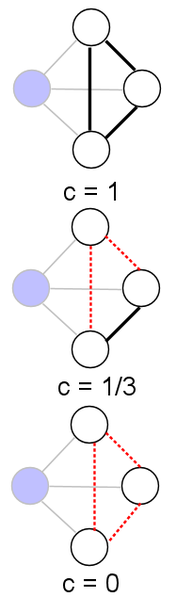 c = 1
c = 1/3
c = 0